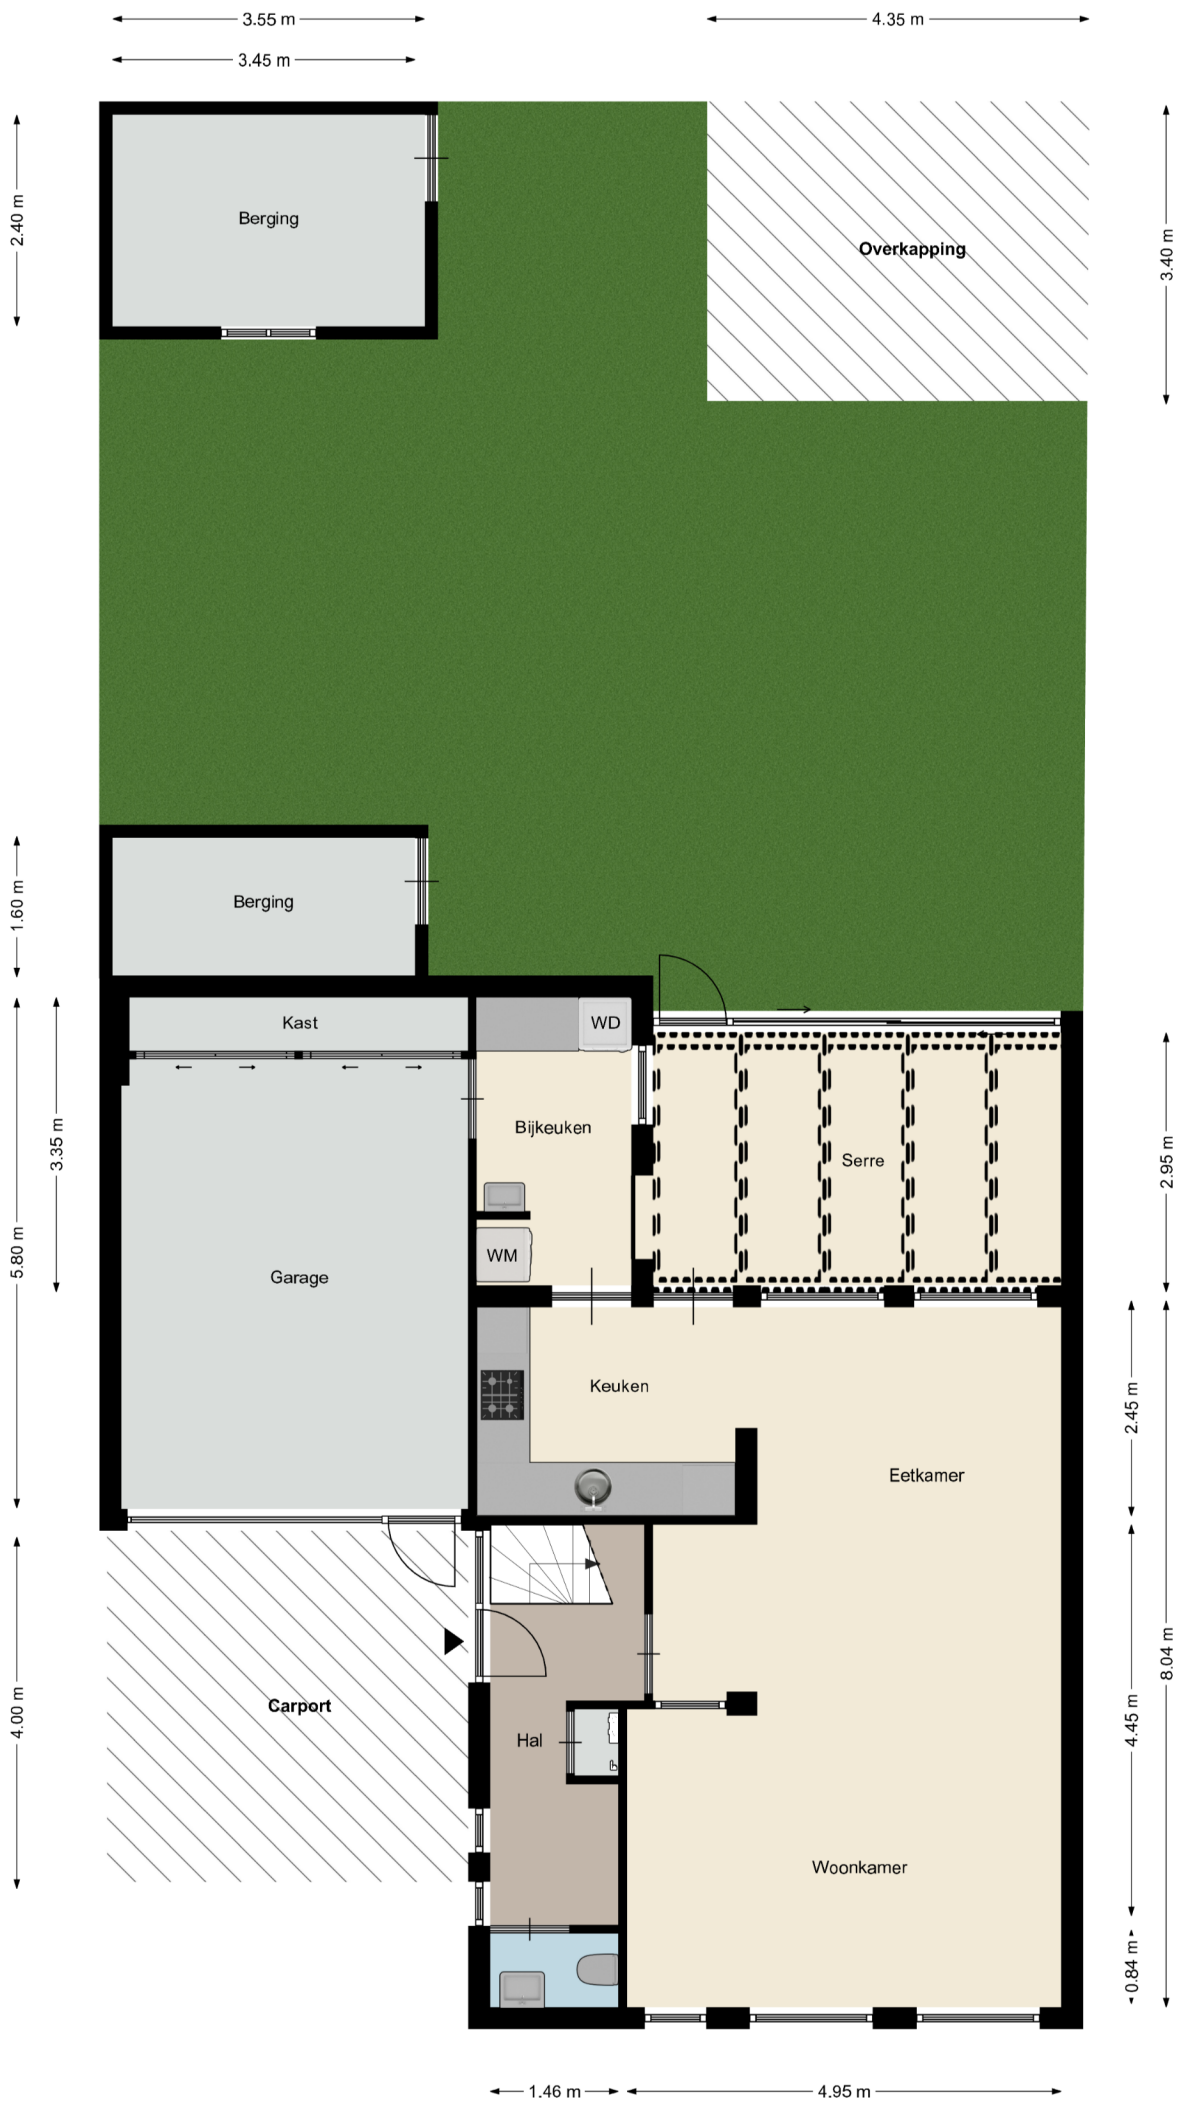 3.55 m
4.35 m
3.45 m
2.40 m
Berging
Overkapping
3.40 m
1.60 m
Berging
Kast
WD
Bijkeuken
3.35 m
Serre
2.95 m
5.80 m
WM
Garage
Keuken
2.45 m
Eetkamer
8.04 m
4.00 m
Carport
Hal
4.45 m
Woonkamer
0.84 m
1.46 m
4.95 m